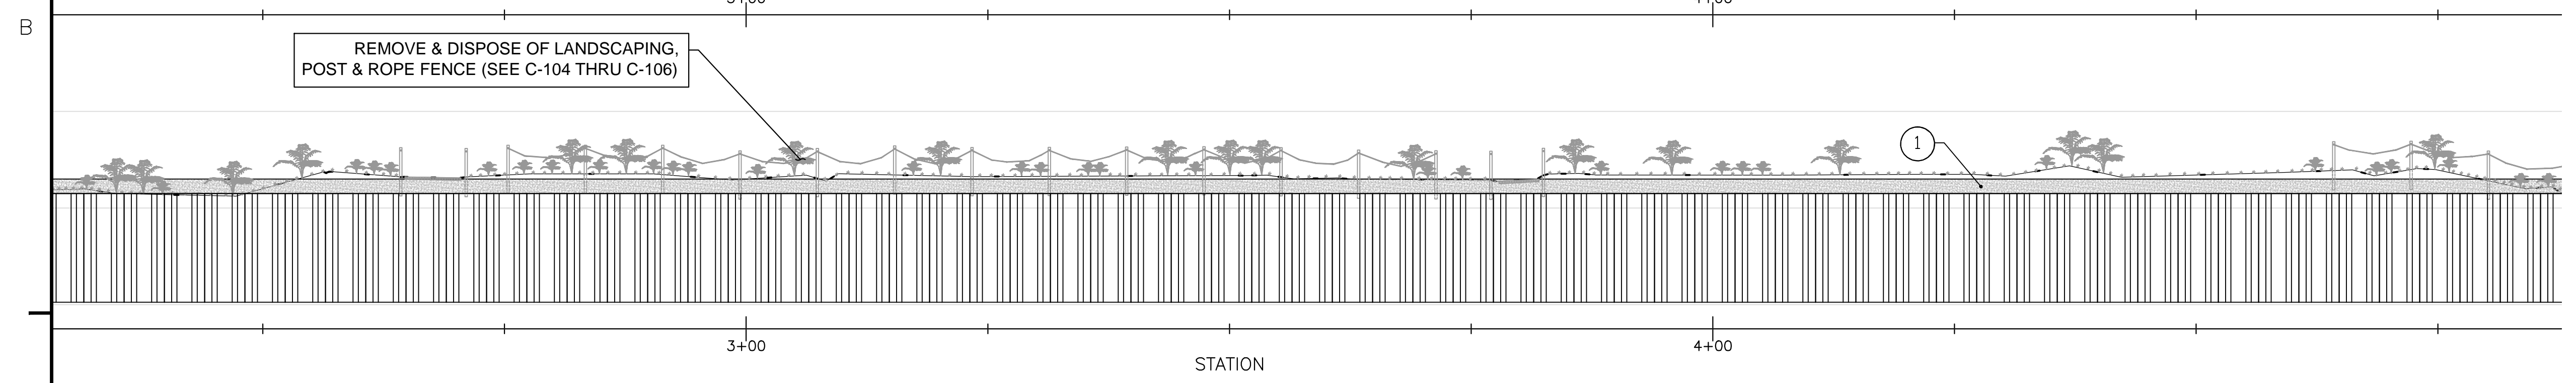 B
REMOVE & DISPOSE OF LANDSCAPING,
POST & ROPE FENCE (SEE C-104 THRU C-106)
1
3+00
4+00
STATION